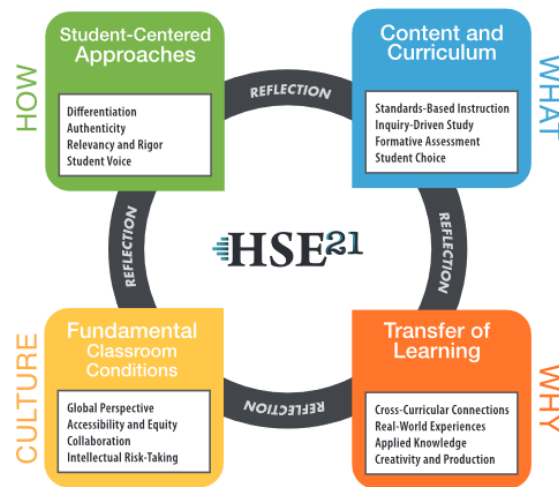 HOW
Student-Centered
Approaches
Differentiation
Authenticity
Relevancy and Rigor
Student Voice
REFLECTION
Content and
Curriculum
Standards-Based Instruction
Inquiry-Driven Study
Formative Assessment
Student Choice
WHAT
REFLECTION
HSE21
REFLECTION
CULTURE
Fundamental
Classroom
Conditions
Global Perspective
Accessibility and Equity
Collaboration
Intellectual Risk-Taking
REFLECTION
Transfer of
Learning
Cross-Curricular Connections
Real-World Experiences
Applied Knowledge
Creativity and Production
WHY